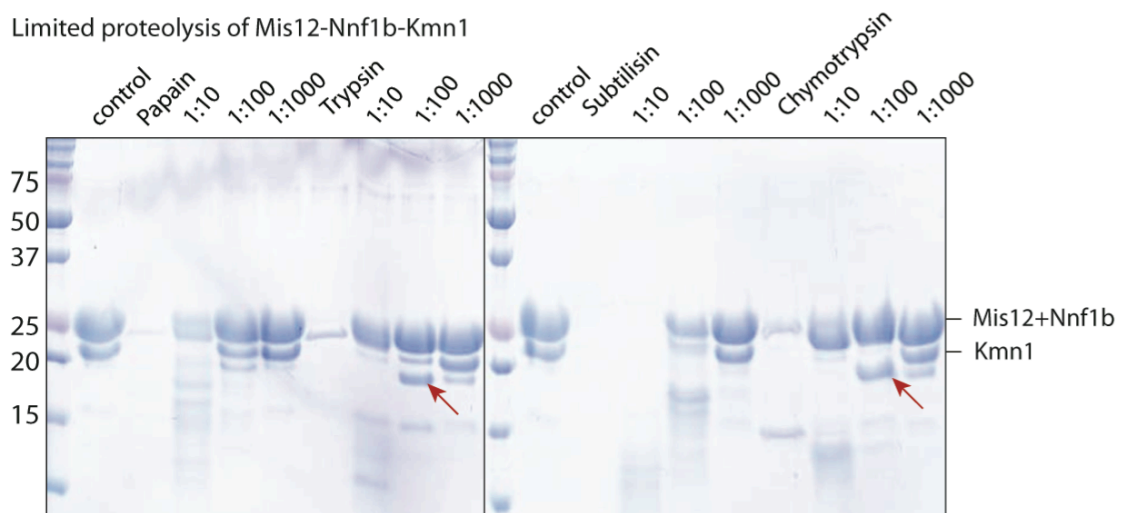 Limited proteolysis of Mis12-Nnf1b-Kmn1
control Papain 1:10 1:100 1:1000 Trypsin 1:10 1:100 1:1000 control Subtilisin 1:10 1:100 1:1000 Chymotrypsin 1:10 1:100 1:1000
75
50
37
25 Mis12+Nnf1b
20 Kmn1
15